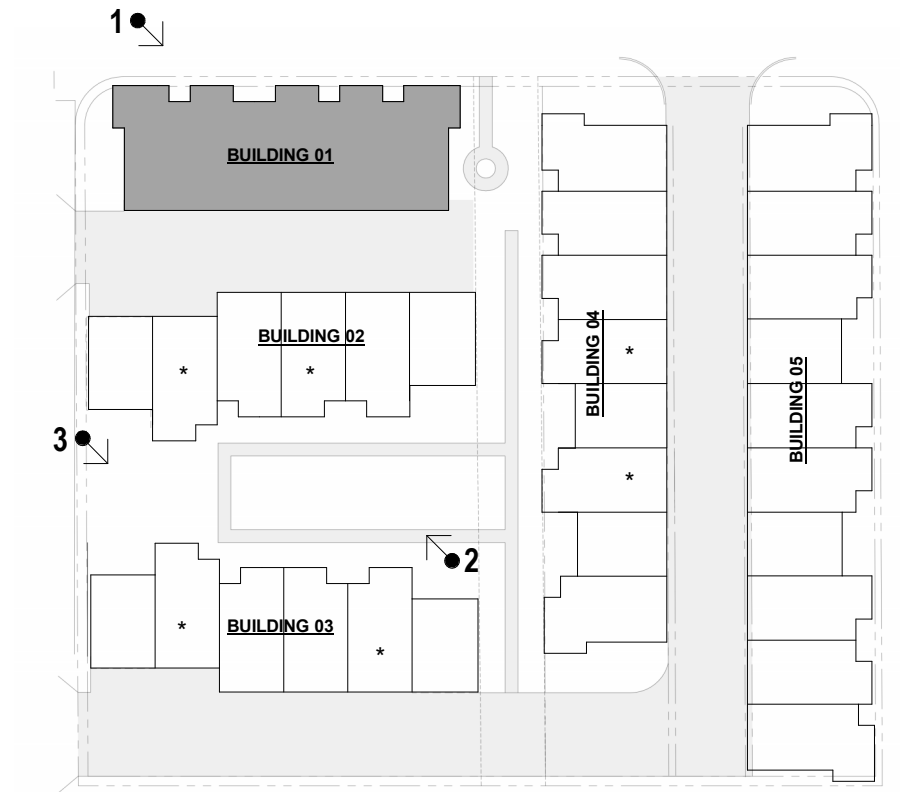 1
BUILDING 01
BUILDING 02
* *
BUILDING 04
*
BUILDING 05
3
*
2
BUILDING 03
* *